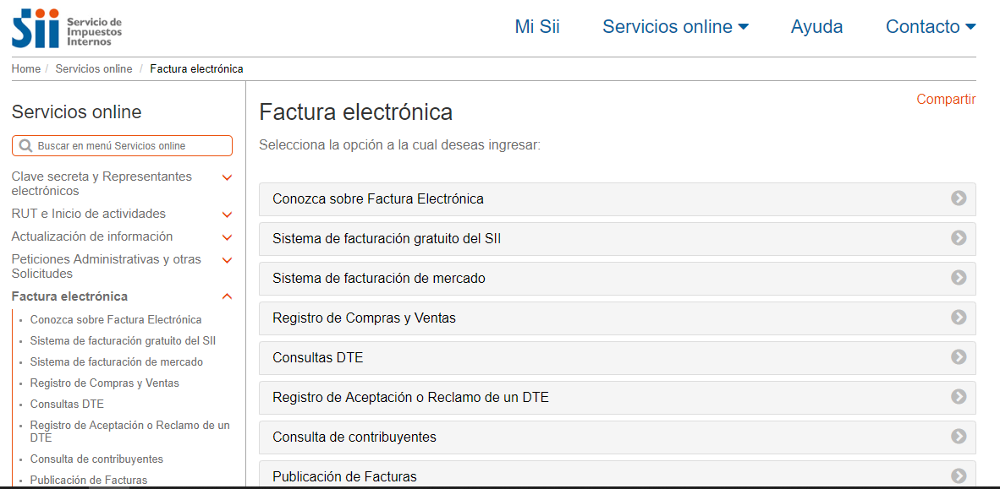 Sii Servicio de
Impuestos
Internos
Mi Sii
Servicios online
Ayuda
Contacto
Home / Servicios online / Factura electrónica
Servicios online
Buscar en menú Servicios online
Clave secreta y Representantes
electrónicos
RUT e Inicio de actividades
Actualización de información
Peticiones Administrativas y otras
Solicitudes
Factura electrónica
Conozca sobre Factura Electrónica
Sistema de facturación gratuito del SII
Sistema de facturación de mercado
Registro de Compras y Ventas
Consultas DTE
Registro de Aceptación o Reclamo de un
DTE
Consulta de contribuyentes
Publicación de Facturas
Compartir
Factura electrónica
Selecciona la opción a la cual deseas ingresar:
Conozca sobre Factura Electrónica
Sistema de facturación gratuito del SII
Sistema de facturación de mercado
Registro de Compras y Ventas
Consultas DTE
Registro de Aceptación o Reclamo de un DTE
Consulta de contribuyentes
Publicación de Facturas